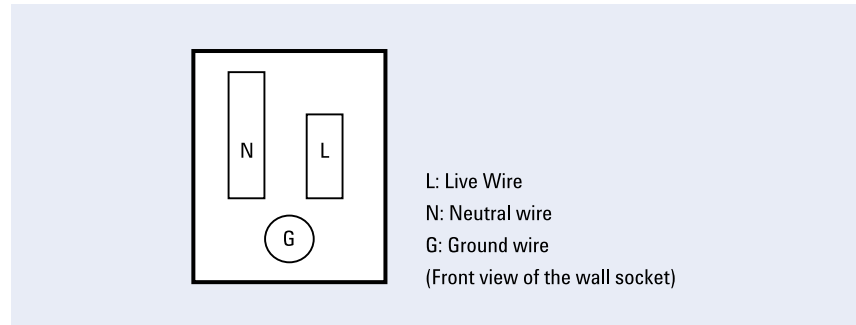 N
L
G
L: Live Wire
N: Neutral wire
G: Ground wire
(Front view of the wall socket)